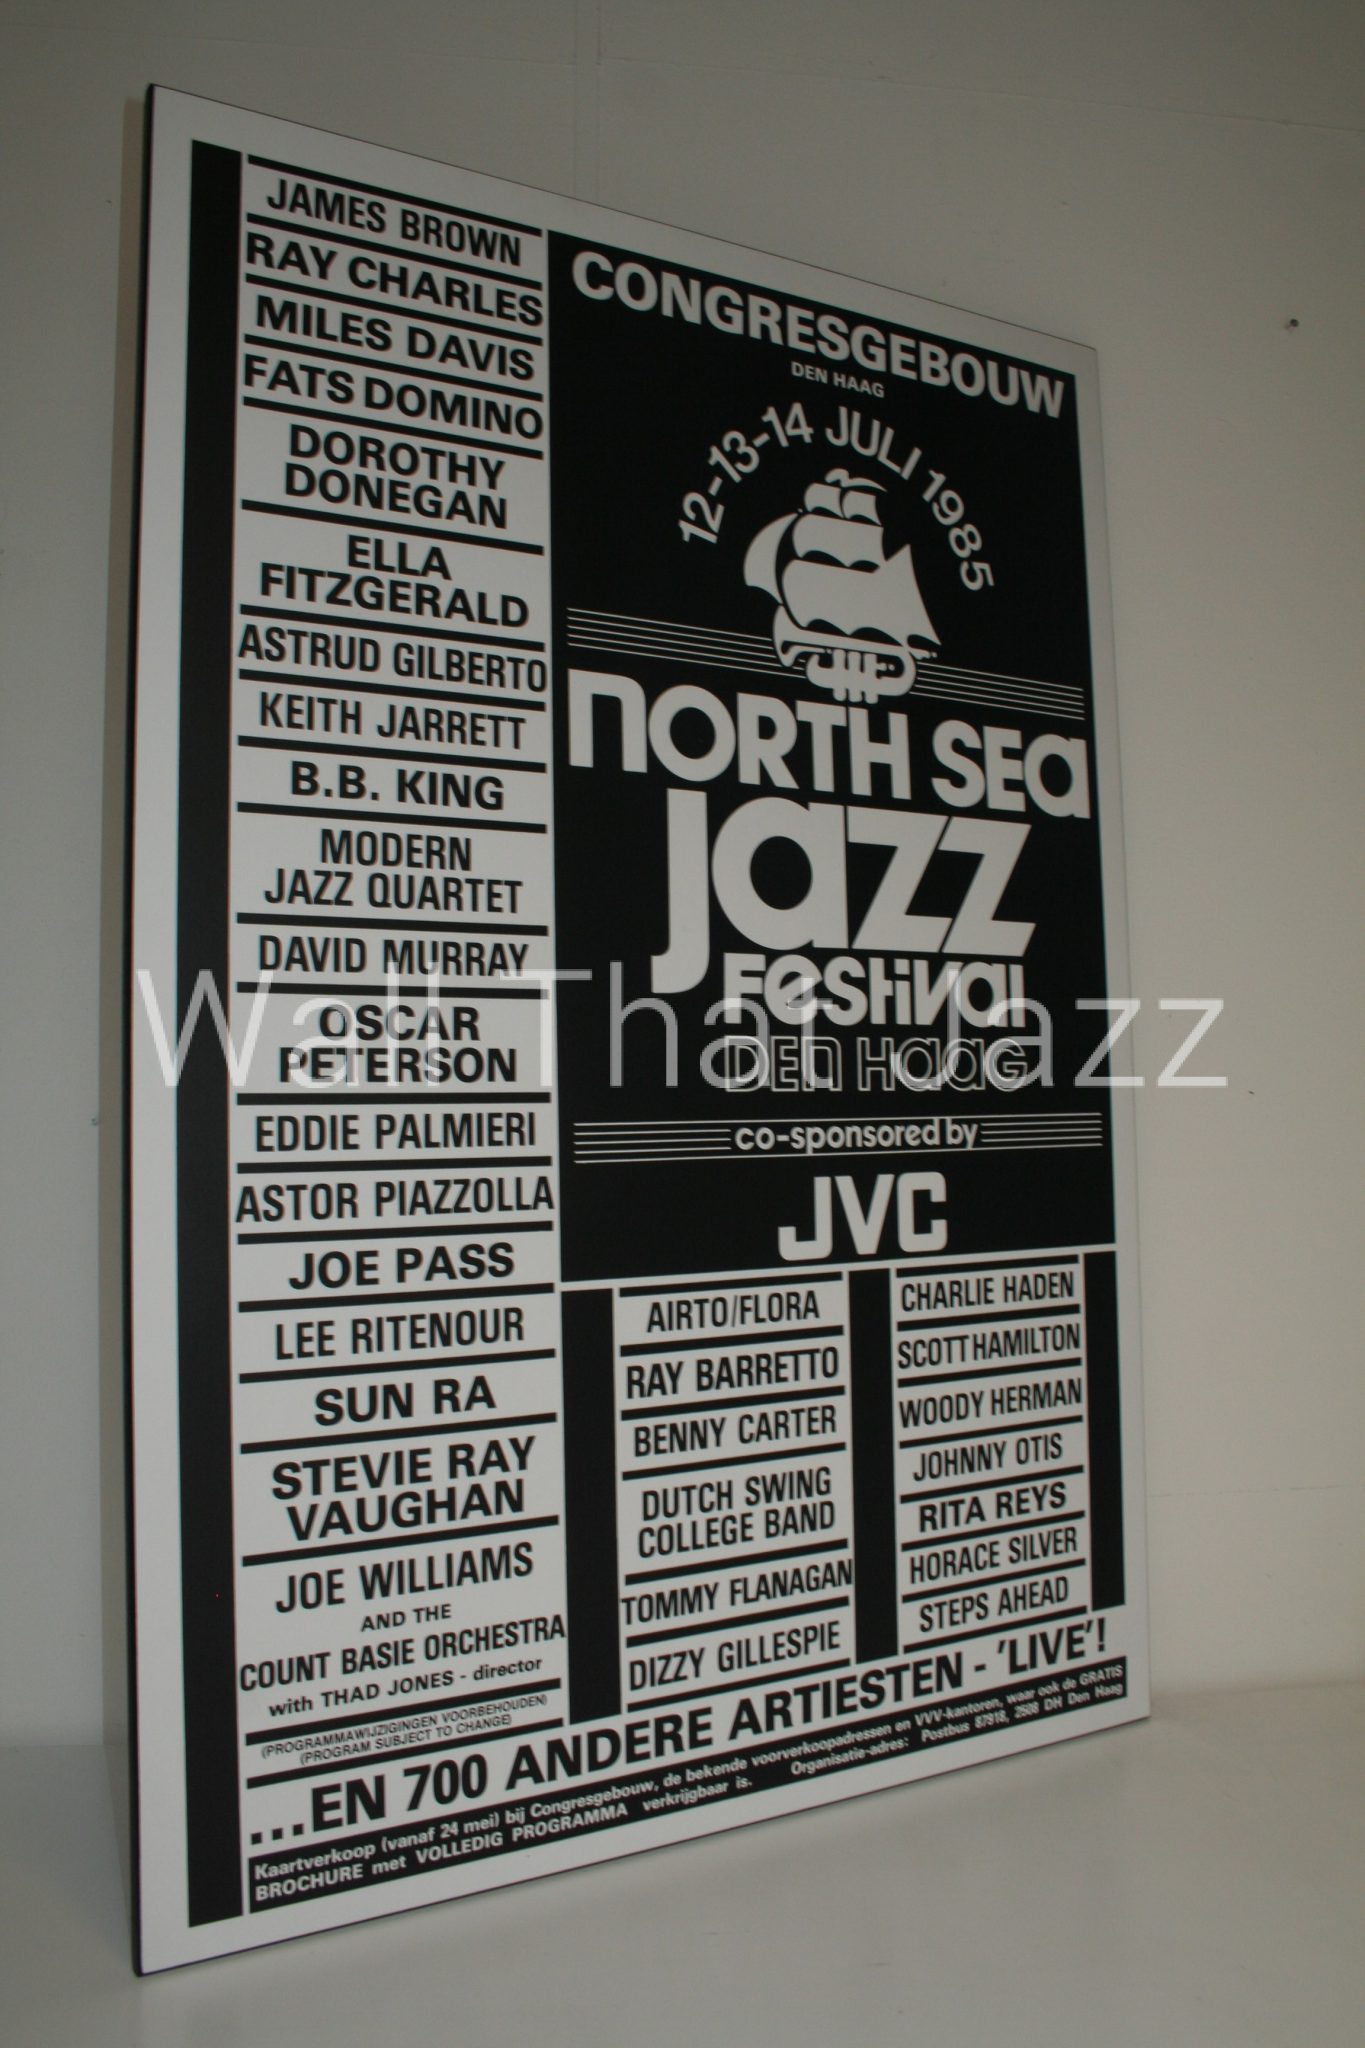 JAMES BROWN
RAY CHARLES
MILES DAVIS
FATS DOMINO
DOROTHY
DONEGAN
ELLA
FITZGERALD
ASTRUD GILBERTO
KEITH JARRETT
B.B. KING
MODERN
JAZZ QUARTET
DAVID MURRAY
OSCAR
PETERSON
EDDIE PALMIERI
ASTOR PIAZZOLLA
JOE PASS
LEE RITENOUR
SUN RA
STEVIE RAY
VAUGHAN
JOE WILLIAMS
AND THE
COUNT BASIE ORCHESTRA
with THAD JONES - director
(PROGRAMMAWIJZIGINGEN VOORBEHOUDEN)
(PROGRAM SUBJECT TO CHANGE)
CONGRESGEBOUW
DEN HAAG
12-13-14 JULI 1985
NORTH SEA
JAZZ
FESTIVAL
DEN HAAG
co-sponsored by
JVC
AIRTO/FLORA
RAY BARRETTO
BENNY CARTER
DUTCH SWING
COLLEGE BAND
TOMMY FLANAGAN
DIZZY GILLESPIE
CHARLIE HADEN
SCOTT HAMILTON
WOODY HERMAN
JOHNNY OTIS
RITA REYS
HORACE SILVER
STEPS AHEAD
...EN 700 ANDERE ARTIESTEN - 'LIVE'!
Kaartverkoop (vanaf 24 mei) bij Congresgebouw, de bekende voorverkoopadressen en VVV-kantoren, waar ook de GRATIS
BROCHURE met VOLLEDIG PROGRAMMA verkrijgbaar is. Organisatie-adres: Postbus 87918, 2508 DH Den Haag
Wall That Jazz